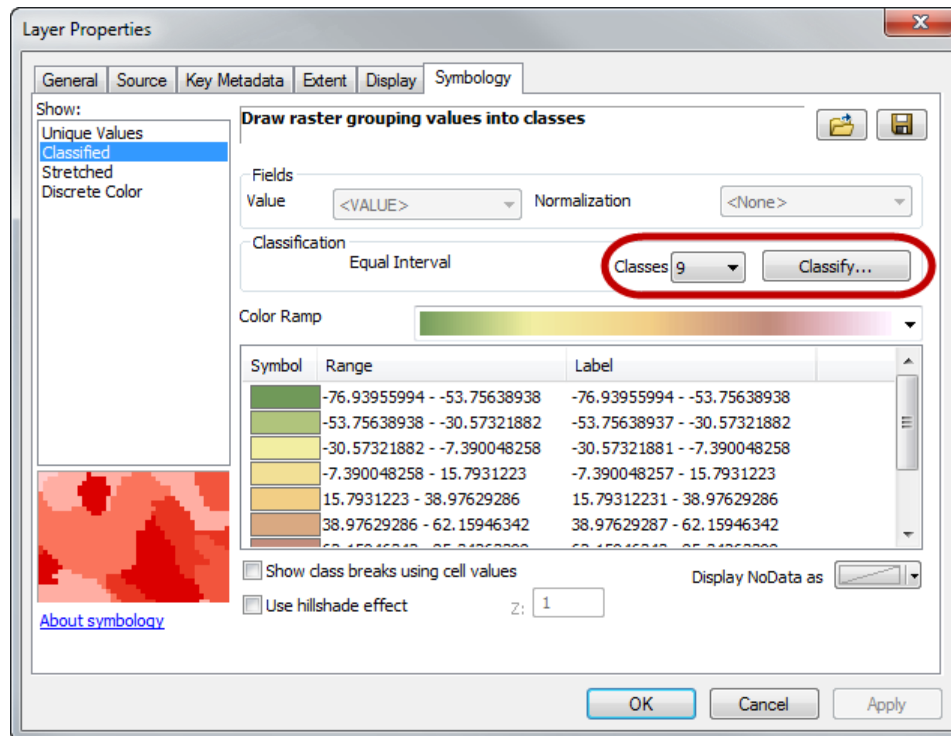 Layer Properties
General Source Key Metadata Extent Display Symbology
Show:
Unique Values
Classified
Stretched
Discrete Color
About symbology
Draw raster grouping values into classes
Fields
Value <VALUE> Normalization <None>
Classification
Equal Interval Classes 9 Classify...
Color Ramp
Symbol Range Label
-76.93955994 - -53.75638938 -76.93955994 - -53.75638938
-53.75638938 - -30.57321882 -53.75638937 - -30.57321882
-30.57321882 - -7.390048258 -30.57321881 - -7.390048258
-7.390048258 - 15.7931223 -7.390048257 - 15.7931223
15.7931223 - 38.97629286 15.79312231 - 38.97629286
38.97629286 - 62.15946342 38.97629287 - 62.15946342
Show class breaks using cell values Display NoData as
Use hillshade effect Z: 1
OK Cancel Apply